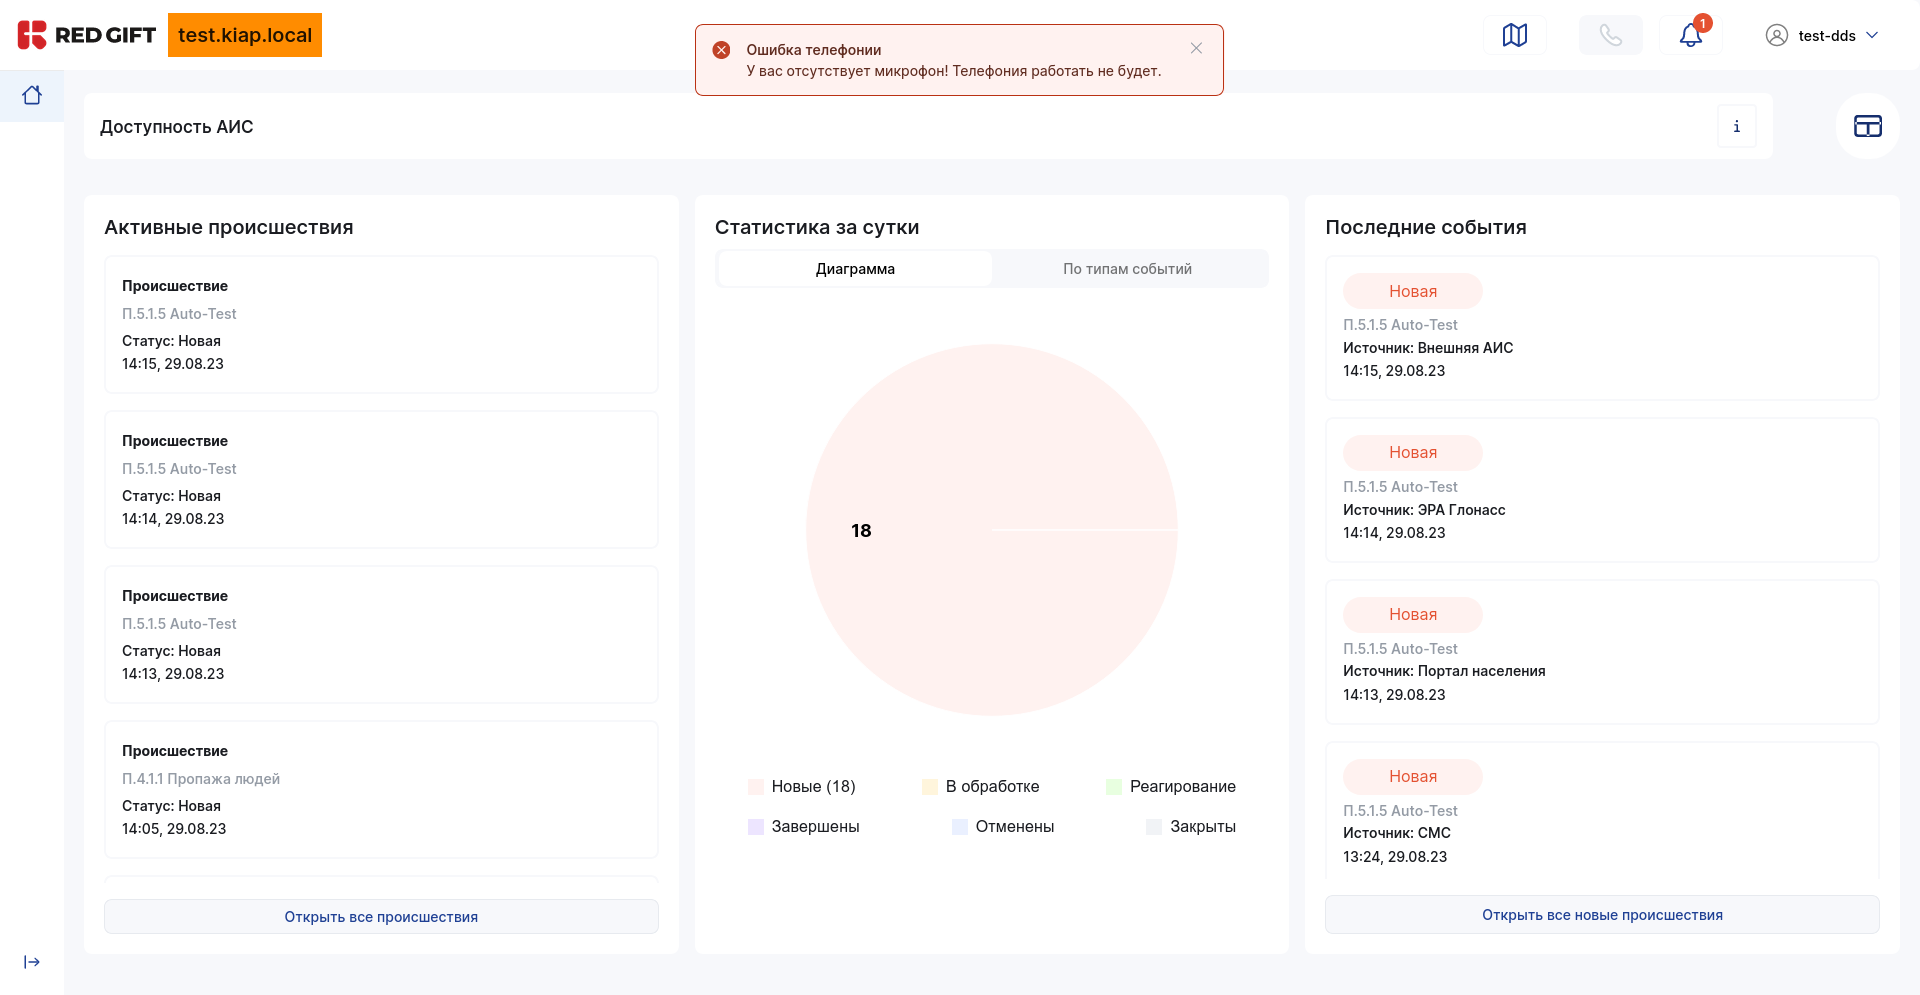 RED GIFT
test.kiap.local
Ошибка телефонии
У вас отсутствует микрофон! Телефония работать не будет.
1
test-dds
Доступность АИС
i
Активные происшествия
Происшествие
П.5.1.5 Auto-Test
Статус: Новая
14:15, 29.08.23
Происшествие
П.5.1.5 Auto-Test
Статус: Новая
14:14, 29.08.23
Происшествие
П.5.1.5 Auto-Test
Статус: Новая
14:13, 29.08.23
Происшествие
П.4.1.1 Пропажа людей
Статус: Новая
14:05, 29.08.23
Открыть все происшествия
Статистика за сутки
Диаграмма
По типам событий
18
Новые (18)
В обработке
Реагирование
Завершены
Отменены
Закрыты
Последние события
Новая
П.5.1.5 Auto-Test
Источник: Внешняя АИС
14:15, 29.08.23
Новая
П.5.1.5 Auto-Test
Источник: ЭРА Глонасс
14:14, 29.08.23
Новая
П.5.1.5 Auto-Test
Источник: Портал населения
14:13, 29.08.23
Новая
П.5.1.5 Auto-Test
Источник: СМС
13:24, 29.08.23
Открыть все новые происшествия